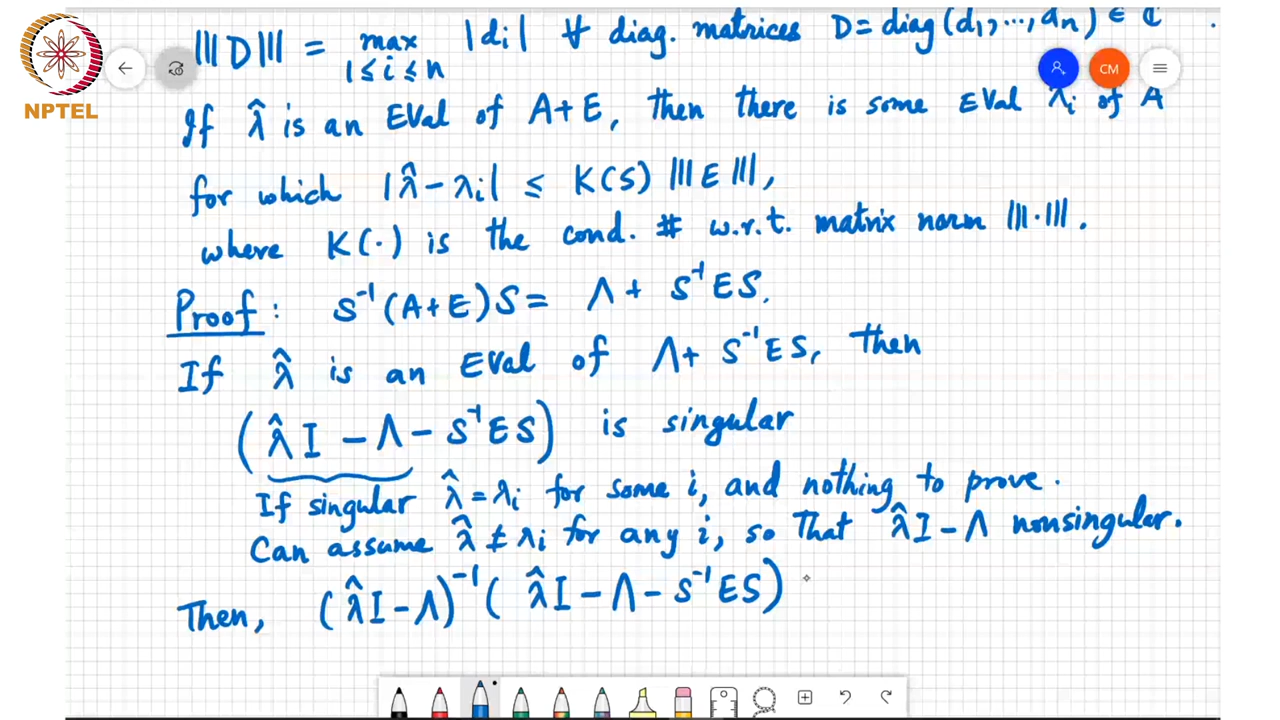 |||D||| = max |di| ∀ diag. matrices D = diag(d1, ..., dn) ∈ ℂ
1 ≤ i ≤ n
NPTEL
CM
If λ̂ is an EVal of A+E, then there is some EVal λi of A
for which |λ̂ - λi| ≤ K(S) |||E|||,
where K(·) is the cond. # w.r.t. matrix norm |||·|||.
Proof: S⁻¹(A+E)S = Λ + S⁻¹ES.
If λ̂ is an EVal of Λ + S⁻¹ES, then
(λ̂I - Λ - S⁻¹ES) is singular
If singular λ̂ = λi for some i, and nothing to prove.
Can assume λ̂ ≠ λi for any i, so that λ̂I - Λ nonsingular.
Then, (λ̂I - Λ)⁻¹ (λ̂I - Λ - S⁻¹ES)